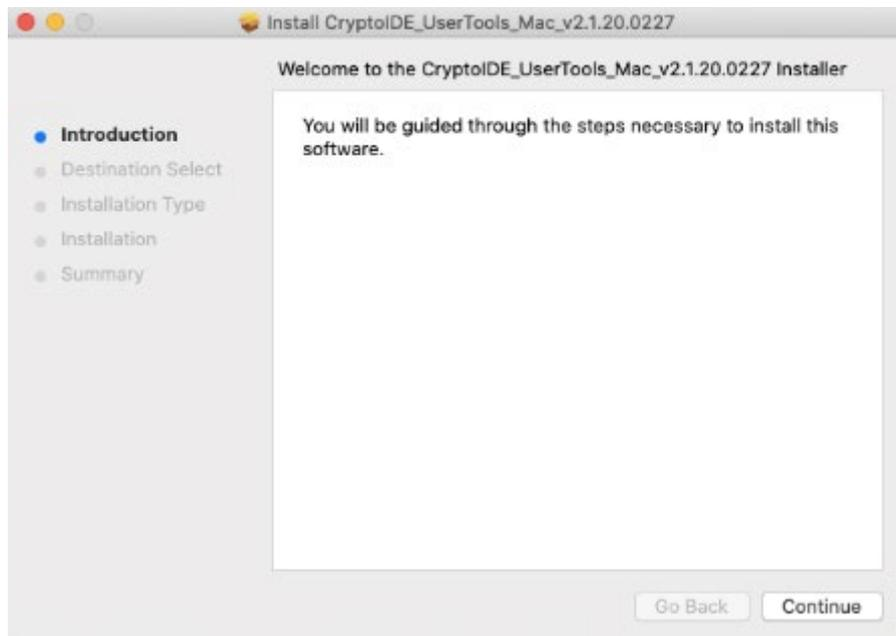 Install CryptoIDE_UserTools_Mac_v2.1.20.0227
Welcome to the CryptoIDE_UserTools_Mac_v2.1.20.0227 Installer
Introduction
Destination Select
Installation Type
Installation
Summary
You will be guided through the steps necessary to install this
software.
Go Back
Continue